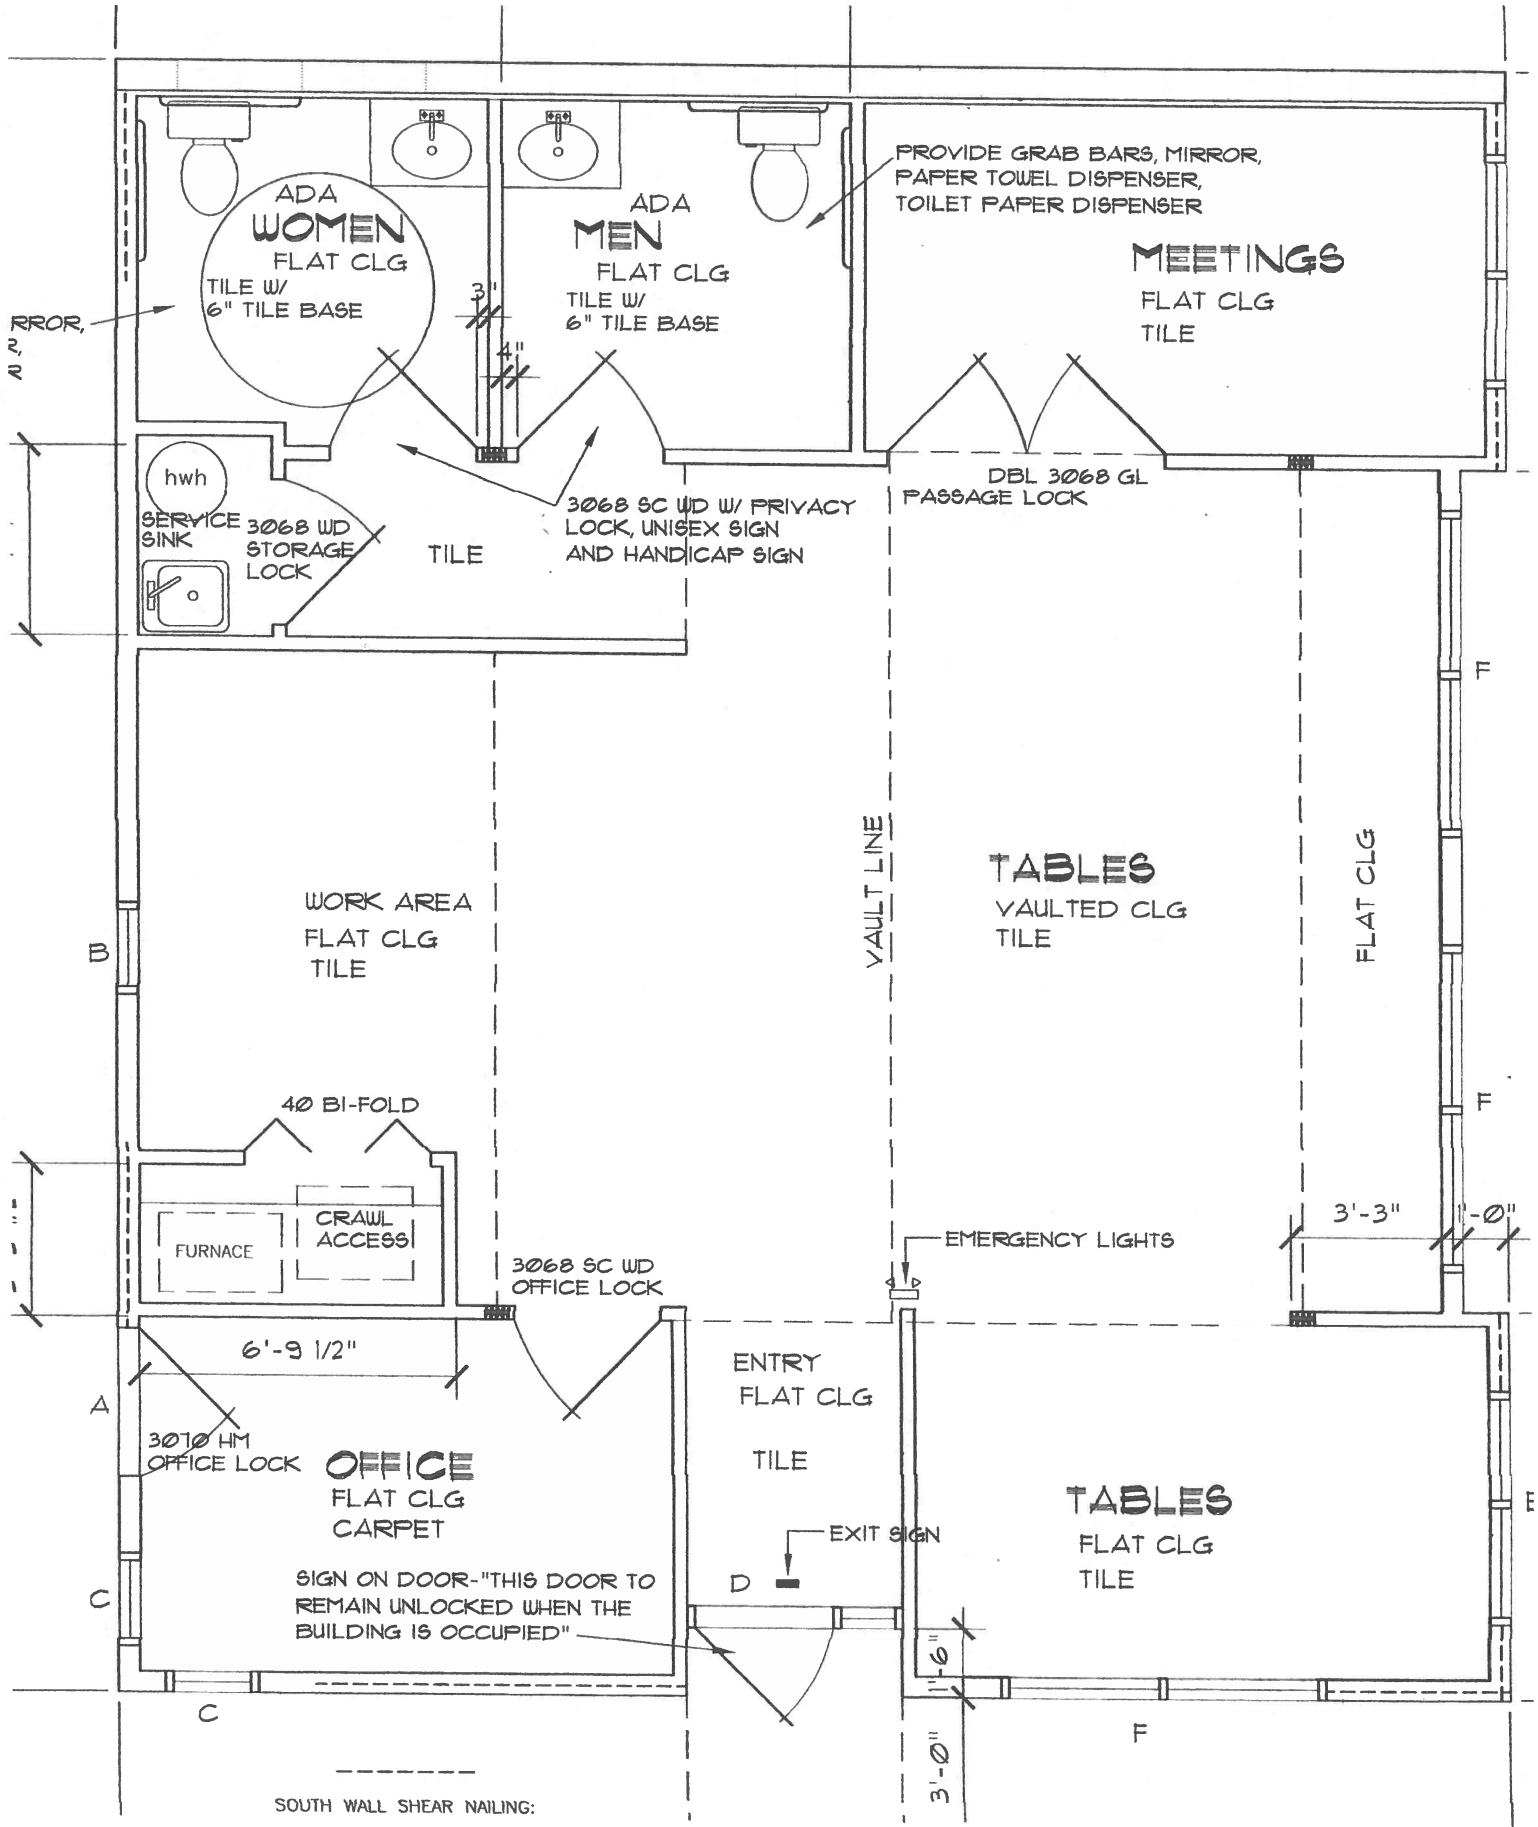 PROVIDE GRAB BARS, MIRROR,
PAPER TOWEL DISPENSER,
TOILET PAPER DISPENSER
ADA
WOMEN
FLAT CLG
TILE W/
6" TILE BASE
3"
4"
ADA
MEN
FLAT CLG
TILE W/
6" TILE BASE
MEETINGS
FLAT CLG
TILE
RROR,
R,
R
hwh
SERVICE
SINK
3068 WD
STORAGE
LOCK
TILE
3068 SC WD W/ PRIVACY
LOCK, UNISEX SIGN
AND HANDICAP SIGN
DBL 3068 GL
PASSAGE LOCK
F
WORK AREA
FLAT CLG
TILE
B
VAULT LINE
TABLES
VAULTED CLG
TILE
FLAT CLG
F
40 BI-FOLD
CRAWL
ACCESS
FURNACE
3068 SC WD
OFFICE LOCK
EMERGENCY LIGHTS
3'-3"
1'-0"
6'-9 1/2"
A
3070 HM
OFFICE LOCK
OFFICE
FLAT CLG
CARPET
ENTRY
FLAT CLG
TILE
EXIT SIGN
D
TABLES
FLAT CLG
TILE
C
SIGN ON DOOR-"THIS DOOR TO
REMAIN UNLOCKED WHEN THE
BUILDING IS OCCUPIED"
1'-6"
3'-0"
C
F
SOUTH WALL SHEAR NAILING: